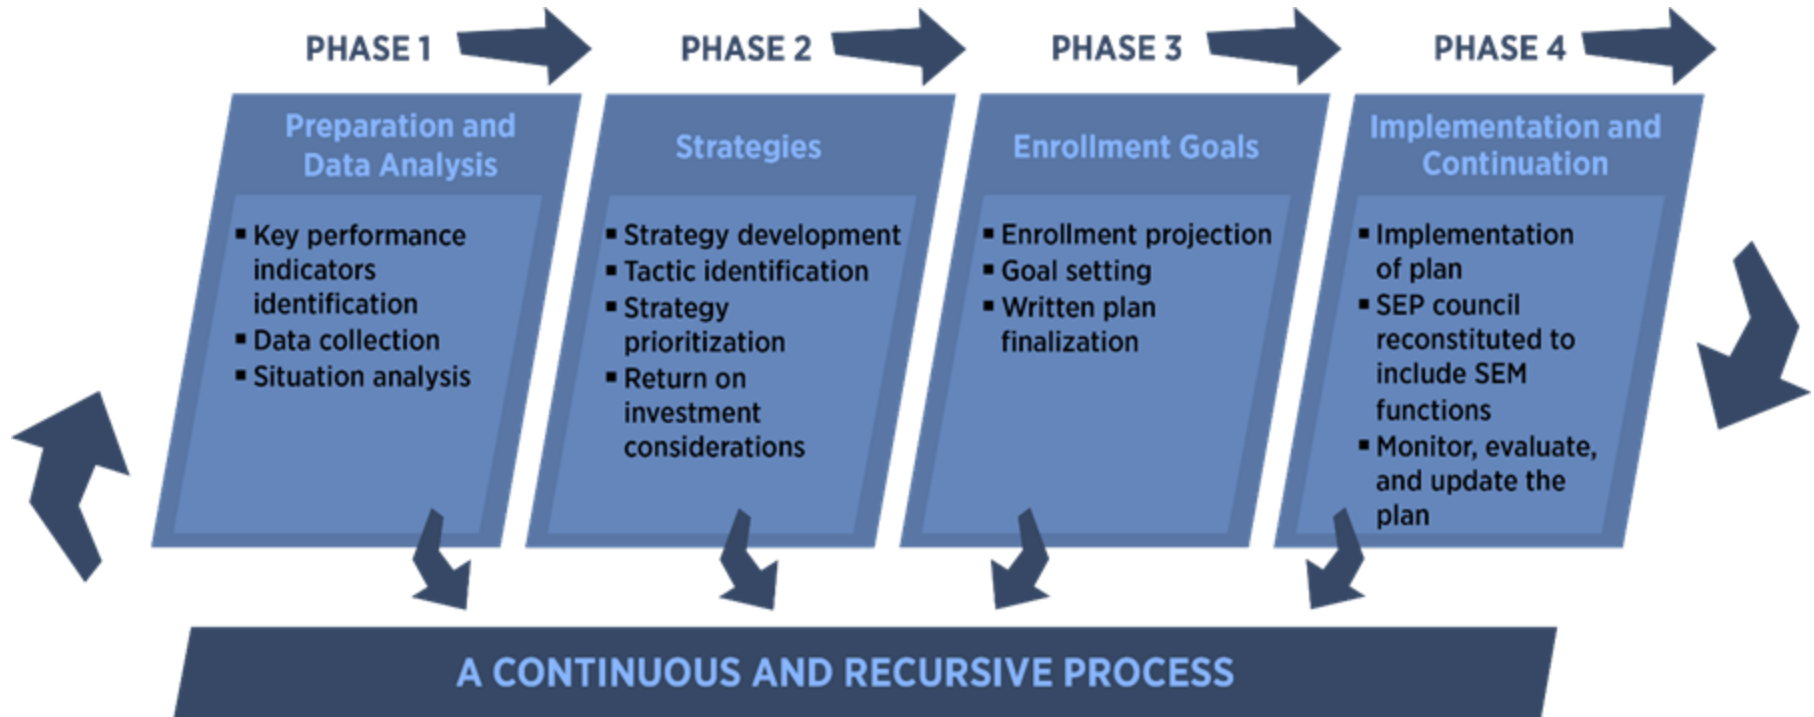 PHASE 1
PHASE 2
PHASE 3
PHASE 4
Preparation and
Data Analysis
▪ Key performance
indicators
identification
▪ Data collection
▪ Situation analysis
Strategies
▪ Strategy development
▪ Tactic identification
▪ Strategy
prioritization
▪ Return on
investment
considerations
Enrollment Goals
▪ Enrollment projection
▪ Goal setting
▪ Written plan
finalization
Implementation and
Continuation
▪ Implementation
of plan
▪ SEP council
reconstituted to
include SEM
functions
▪ Monitor, evaluate,
and update the
plan
A CONTINUOUS AND RECURSIVE PROCESS